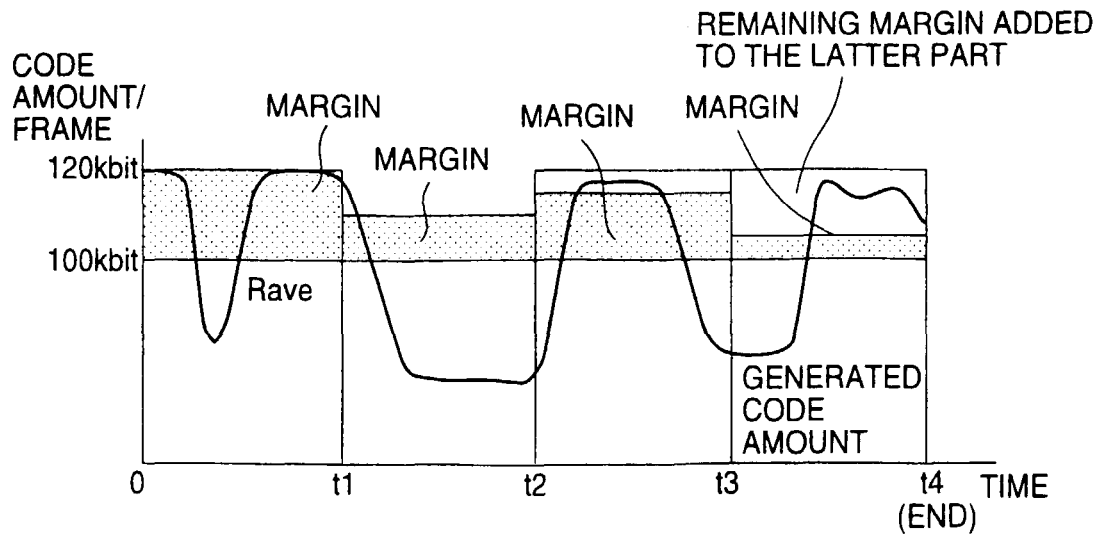 REMAINING MARGIN ADDED
TO THE LATTER PART
CODE
AMOUNT/
FRAME
MARGIN
MARGIN
MARGIN
MARGIN
120kbit
100kbit
Rave
GENERATED
CODE
AMOUNT
0
t1
t2
t3
t4
TIME
(END)